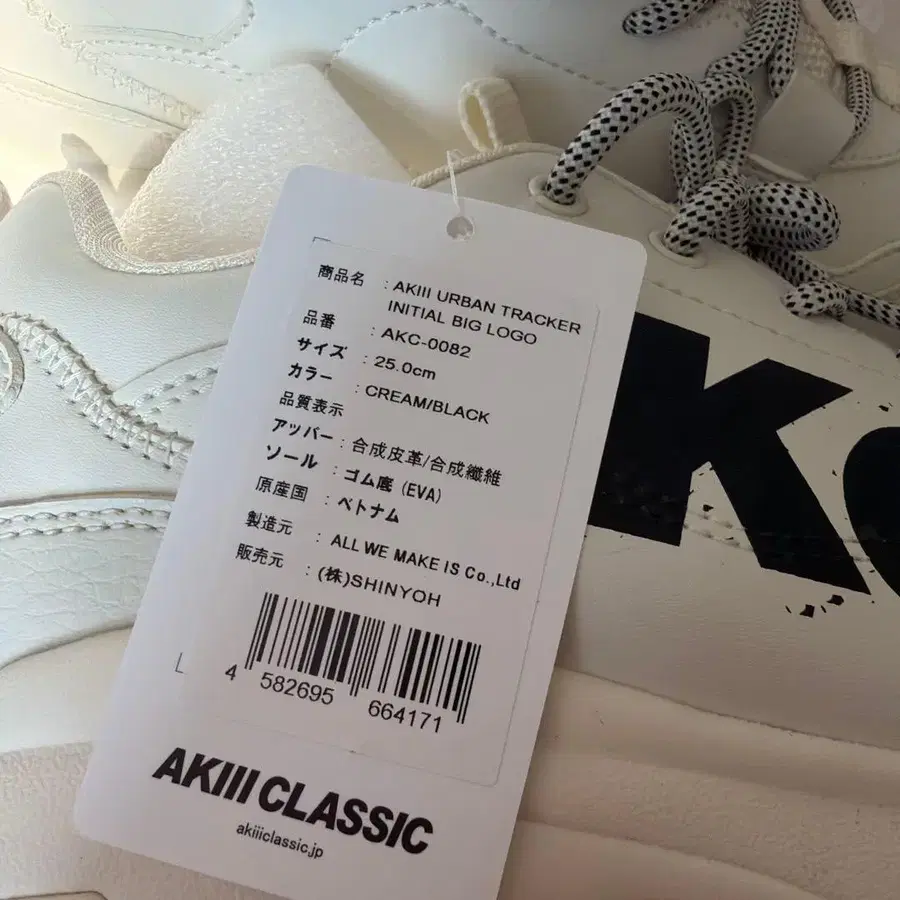 商品名 : AKIII URBAN TRACKER
INITIAL BIG LOGO
品番 : AKC-0082
サイズ : 25.0cm
カラー : CREAM/BLACK
品質表示
アッパー : 合成皮革/合成繊維
ソール : ゴム底 (EVA)
原産国 : ベトナム
製造元 : ALL WE MAKE IS Co.,Ltd
販売元 : (株)SHINYOH
L
4 582695 664171
AKIII CLASSIC
akiiiclassic.jp